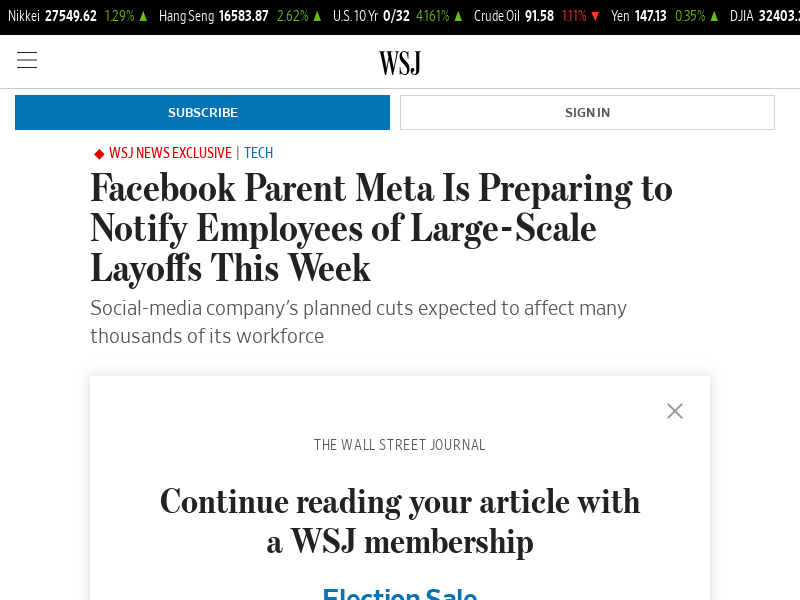 Nikkei 27549.62 1.29% ▲ Hang Seng 16583.87 2.62% ▲ U.S. 10 Yr 0/32 4.161% ▲ Crude Oil 91.58 1.11% ▼ Yen 147.13 0.35% ▲ DJIA 32403.2
WSJ
SUBSCRIBE SIGN IN
◆ WSJ NEWS EXCLUSIVE | TECH
Facebook Parent Meta Is Preparing to
Notify Employees of Large-Scale
Layoffs This Week
Social-media company’s planned cuts expected to affect many
thousands of its workforce
THE WALL STREET JOURNAL
Continue reading your article with
a WSJ membership
Election Sale